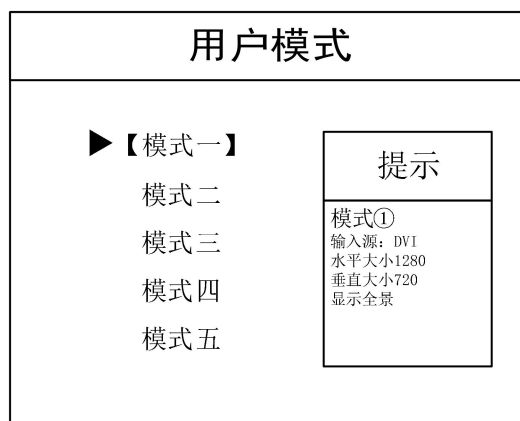 用户模式
▶【模式一】
模式二
模式三
模式四
模式五
提示
模式①
输入源：DVI
水平大小1280
垂直大小720
显示全景